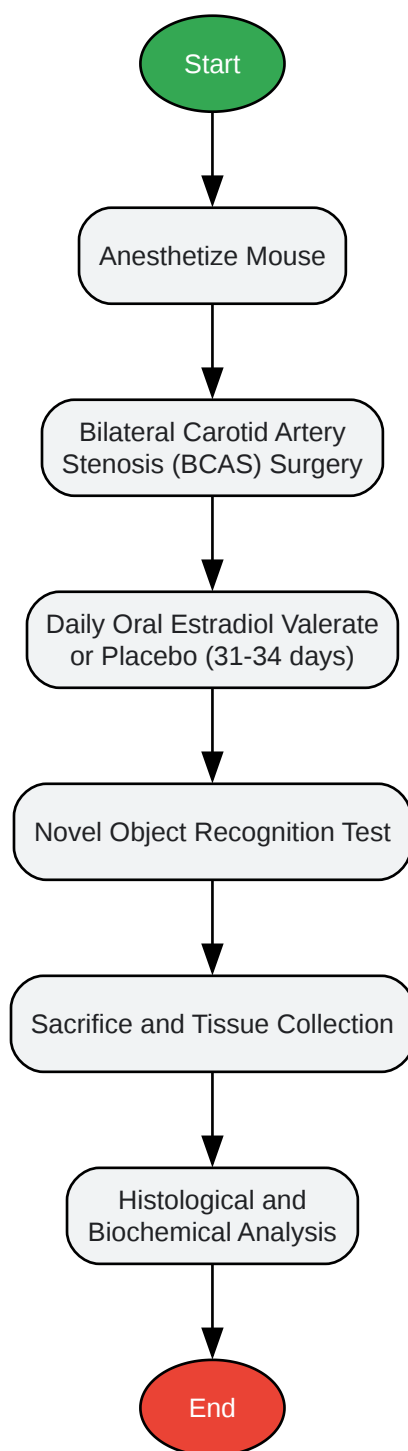 Start
Anesthetize Mouse
Bilateral Carotid Artery
Stenosis (BCAS) Surgery
Daily Oral Estradiol Valerate
or Placebo (31-34 days)
Novel Object Recognition Test
Sacrifice and Tissue Collection
Histological and
Biochemical Analysis
End